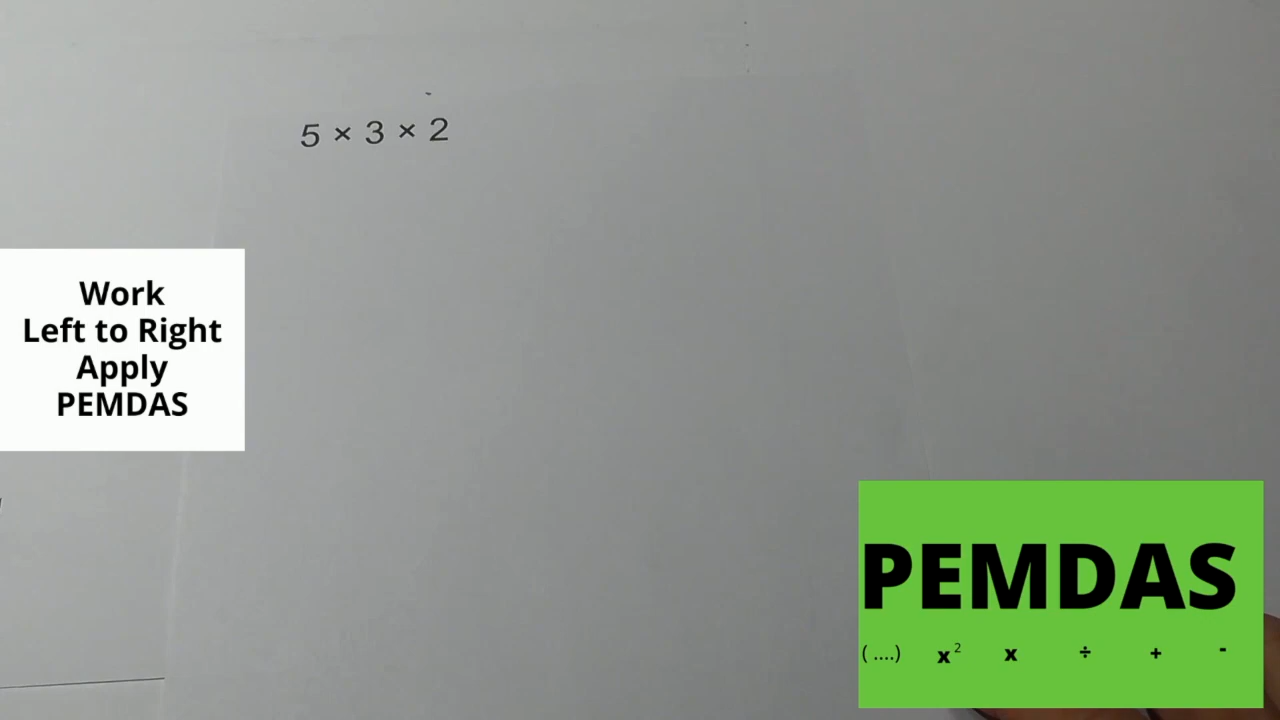 5 × 3 × 2
Work
Left to Right
Apply
PEMDAS
PEMDAS
( ....) x² x ÷ + -